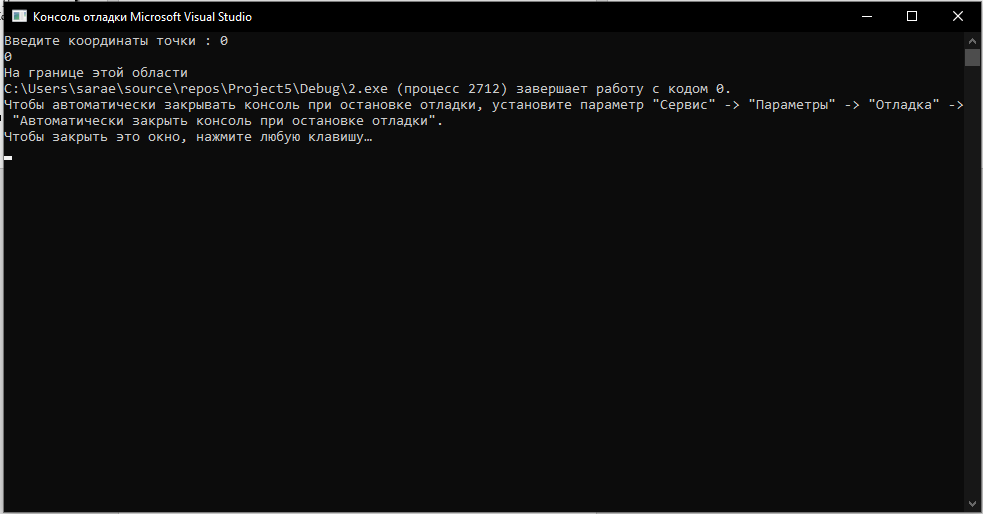 Консоль отладки Microsoft Visual Studio
Введите координаты точки : 0
0
На границе этой области
C:\Users\sarae\source\repos\Project5\Debug\2.exe (процесс 2712) завершает работу с кодом 0.
Чтобы автоматически закрывать консоль при остановке отладки, установите параметр "Сервис" -> "Параметры" -> "Отладка" ->
"Автоматически закрыть консоль при остановке отладки".
Чтобы закрыть это окно, нажмите любую клавишу…